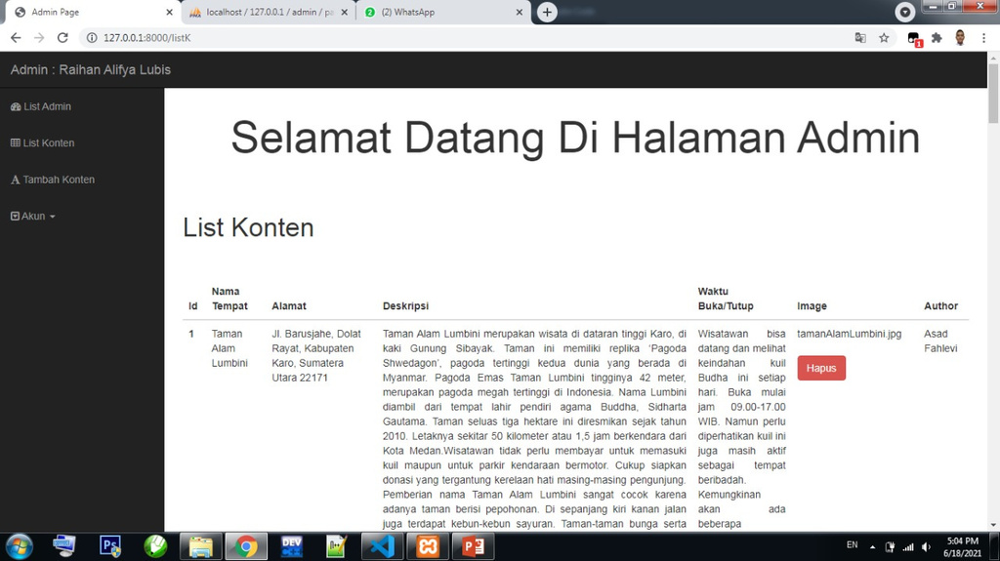 Admin Page
localhost / 127.0.0.1 / admin / pa
(2) WhatsApp
127.0.0.1:8000/listK
Admin : Raihan Alifya Lubis
List Admin
List Konten
Tambah Konten
Akun
Selamat Datang Di Halaman Admin
List Konten
Id
Nama
Tempat
Alamat
Deskripsi
Waktu
Buka/Tutup
Image
Author
1
Taman
Alam
Lumbini
Jl. Barusjahe, Dolat
Rayat, Kabupaten
Karo, Sumatera
Utara 22171
Taman Alam Lumbini merupakan wisata di dataran tinggi Karo, di
kaki Gunung Sibayak. Taman ini memiliki replika 'Pagoda
Shwedagon', pagoda tertinggi kedua dunia yang berada di
Myanmar. Pagoda Emas Taman Lumbini tingginya 42 meter,
merupakan pagoda megah tertinggi di Indonesia. Nama Lumbini
diambil dari tempat lahir pendiri agama Buddha, Sidharta
Gautama. Taman seluas tiga hektare ini diresmikan sejak tahun
2010. Letaknya sekitar 50 kilometer atau 1,5 jam berkendara dari
Kota Medan.Wisatawan tidak perlu membayar untuk memasuki
kuil maupun untuk parkir kendaraan bermotor. Cukup siapkan
donasi yang tergantung kerelaan hati masing-masing pengunjung.
Pemberian nama Taman Alam Lumbini sangat cocok karena
adanya taman berisi pepohonan. Di sepanjang kiri kanan jalan
juga terdapat kebun-kebun sayuran. Taman-taman bunga serta
Wisatawan bisa
datang dan melihat
keindahan kuil
Budha ini setiap
hari. Buka mulai
jam 09.00-17.00
WIB. Namun perlu
diperhatikan kuil ini
juga masih aktif
sebagai tempat
beribadah.
Kemungkinan
akan ada
beberapa
tamanAlamLumbini.jpg
Hapus
Asad
Fahlevi
EN
5:04 PM
6/18/2021